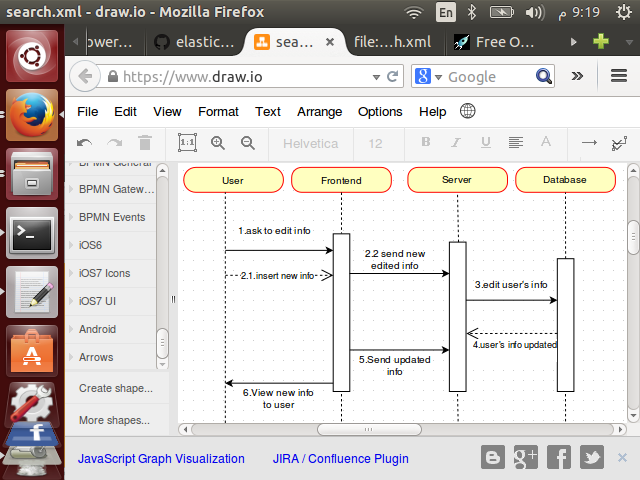 search.xml - draw.io - Mozilla Firefox
En
9:19 م
powe…
elastic…
sea…
file:…h.xml
Free O…
https://www.draw.io
Google
File Edit View Format Text Arrange Options Help
1:1
Helvetica 12 B I U A
BPMN General
BPMN Gatew…
BPMN Events
iOS6
iOS7 Icons
iOS7 UI
Android
Arrows
Create shape...
More shapes...
User Frontend Server Database
1.ask to edit info
2.1.insert new info
2.2 send new
edited info
3.edit user's info
4.user's info updated
5.Send updated
info
6.View new info
to user
JavaScript Graph Visualization JIRA / Confluence Plugin